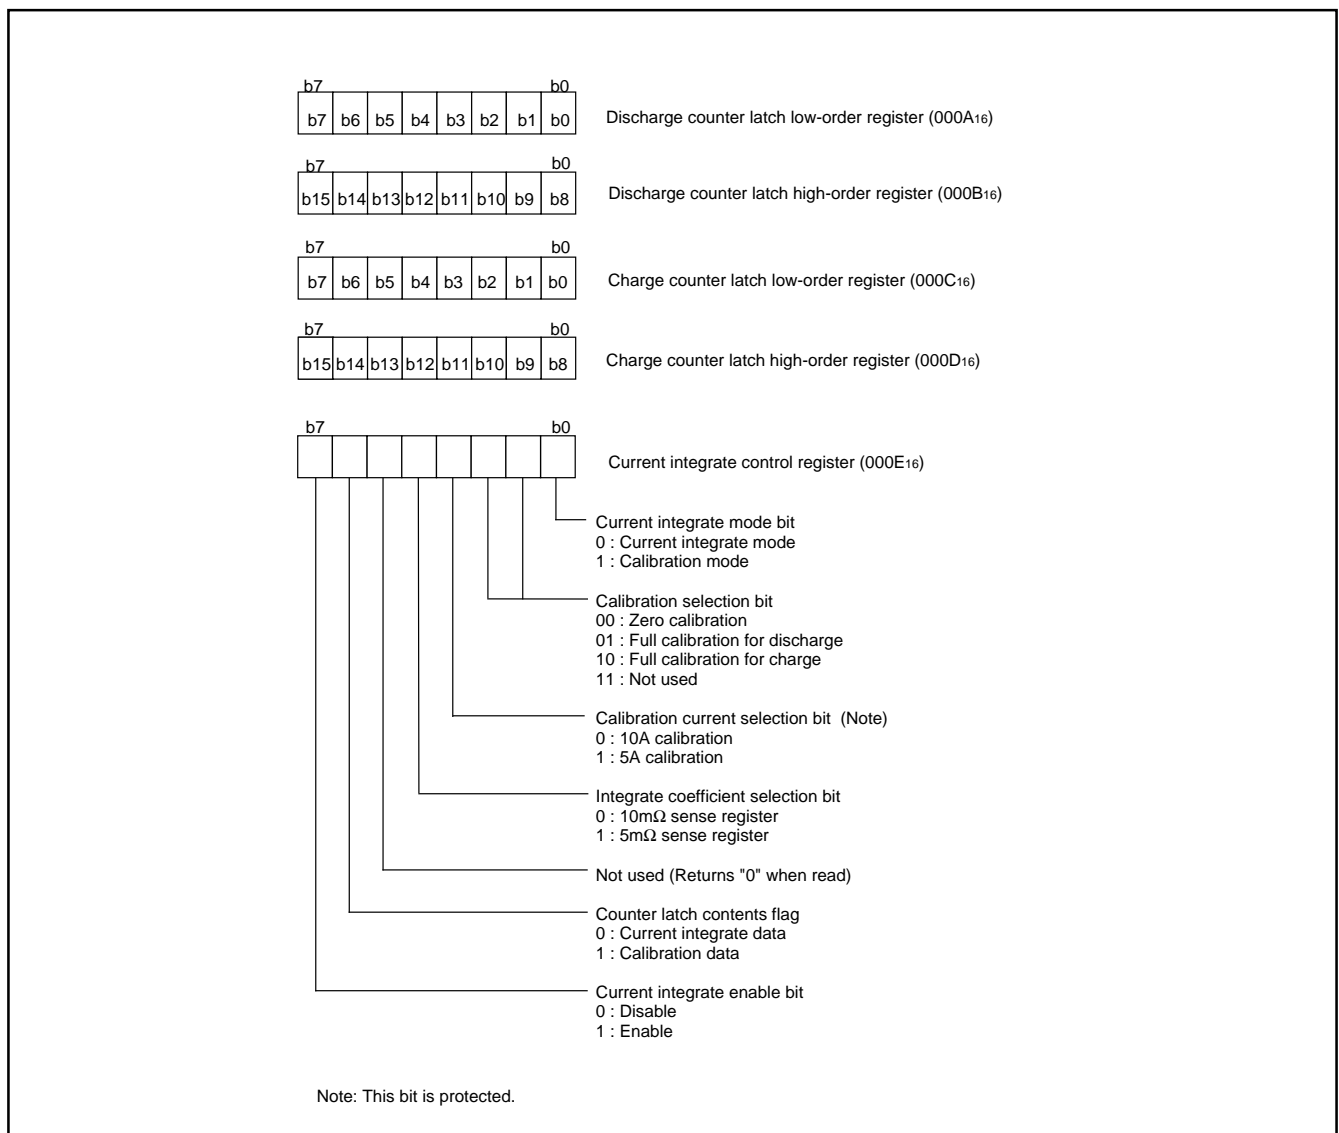 b7 b0
b7 b6 b5 b4 b3 b2 b1 b0 Discharge counter latch low-order register (000A16)
b7 b0
b15 b14 b13 b12 b11 b10 b9 b8 Discharge counter latch high-order register (000B16)
b7 b0
b7 b6 b5 b4 b3 b2 b1 b0 Charge counter latch low-order register (000C16)
b7 b0
b15 b14 b13 b12 b11 b10 b9 b8 Charge counter latch high-order register (000D16)
b7 b0
Current integrate control register (000E16)
Current integrate mode bit
0 : Current integrate mode
1 : Calibration mode
Calibration selection bit
00 : Zero calibration
01 : Full calibration for discharge
10 : Full calibration for charge
11 : Not used
Calibration current selection bit (Note)
0 : 10A calibration
1 : 5A calibration
Integrate coefficient selection bit
0 : 10mΩ sense register
1 : 5mΩ sense register
Not used (Returns "0" when read)
Counter latch contents flag
0 : Current integrate data
1 : Calibration data
Current integrate enable bit
0 : Disable
1 : Enable
Note: This bit is protected.